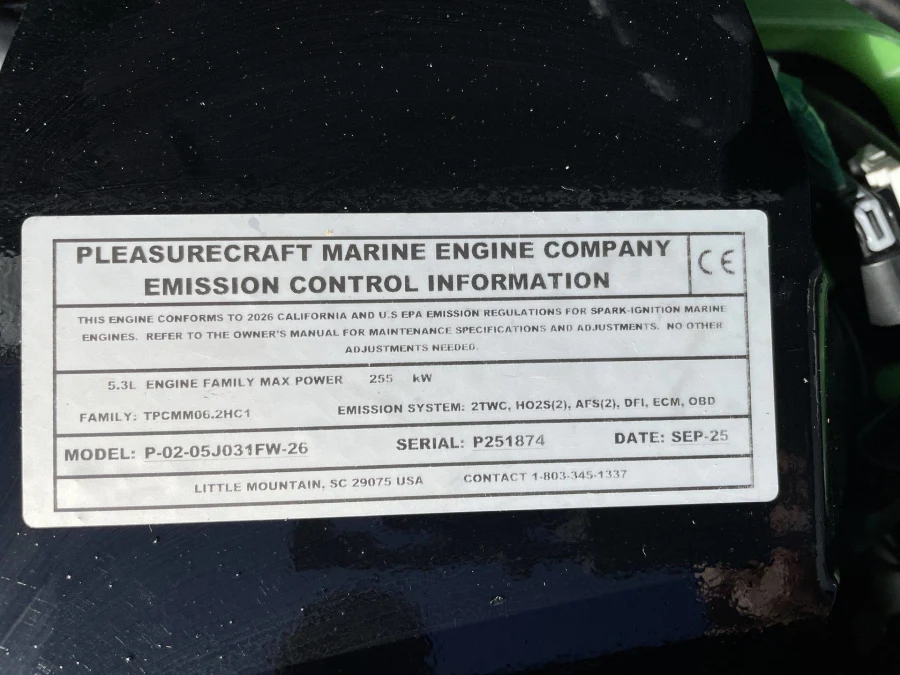 PLEASURECRAFT MARINE ENGINE COMPANY
EMISSION CONTROL INFORMATION
CE
THIS ENGINE CONFORMS TO 2026 CALIFORNIA AND U.S EPA EMISSION REGULATIONS FOR SPARK-IGNITION MARINE
ENGINES. REFER TO THE OWNER'S MANUAL FOR MAINTENANCE SPECIFICATIONS AND ADJUSTMENTS. NO OTHER
ADJUSTMENTS NEEDED.
5.3L ENGINE FAMILY MAX POWER 255 kW
FAMILY: TPCMM06.2HC1 EMISSION SYSTEM: 2TWC, HO2S(2), AFS(2), DFI, ECM, OBD
MODEL: P-02-05J031FW-26 SERIAL: P251874 DATE: SEP-25
LITTLE MOUNTAIN, SC 29075 USA CONTACT 1-803-345-1337